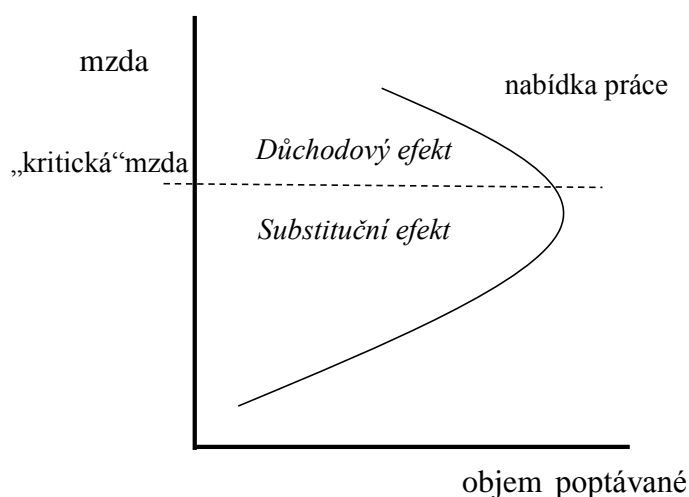 mzda
nabídka práce
Důchodový efekt
„kritická“mzda
Substituční efekt
objem poptávané